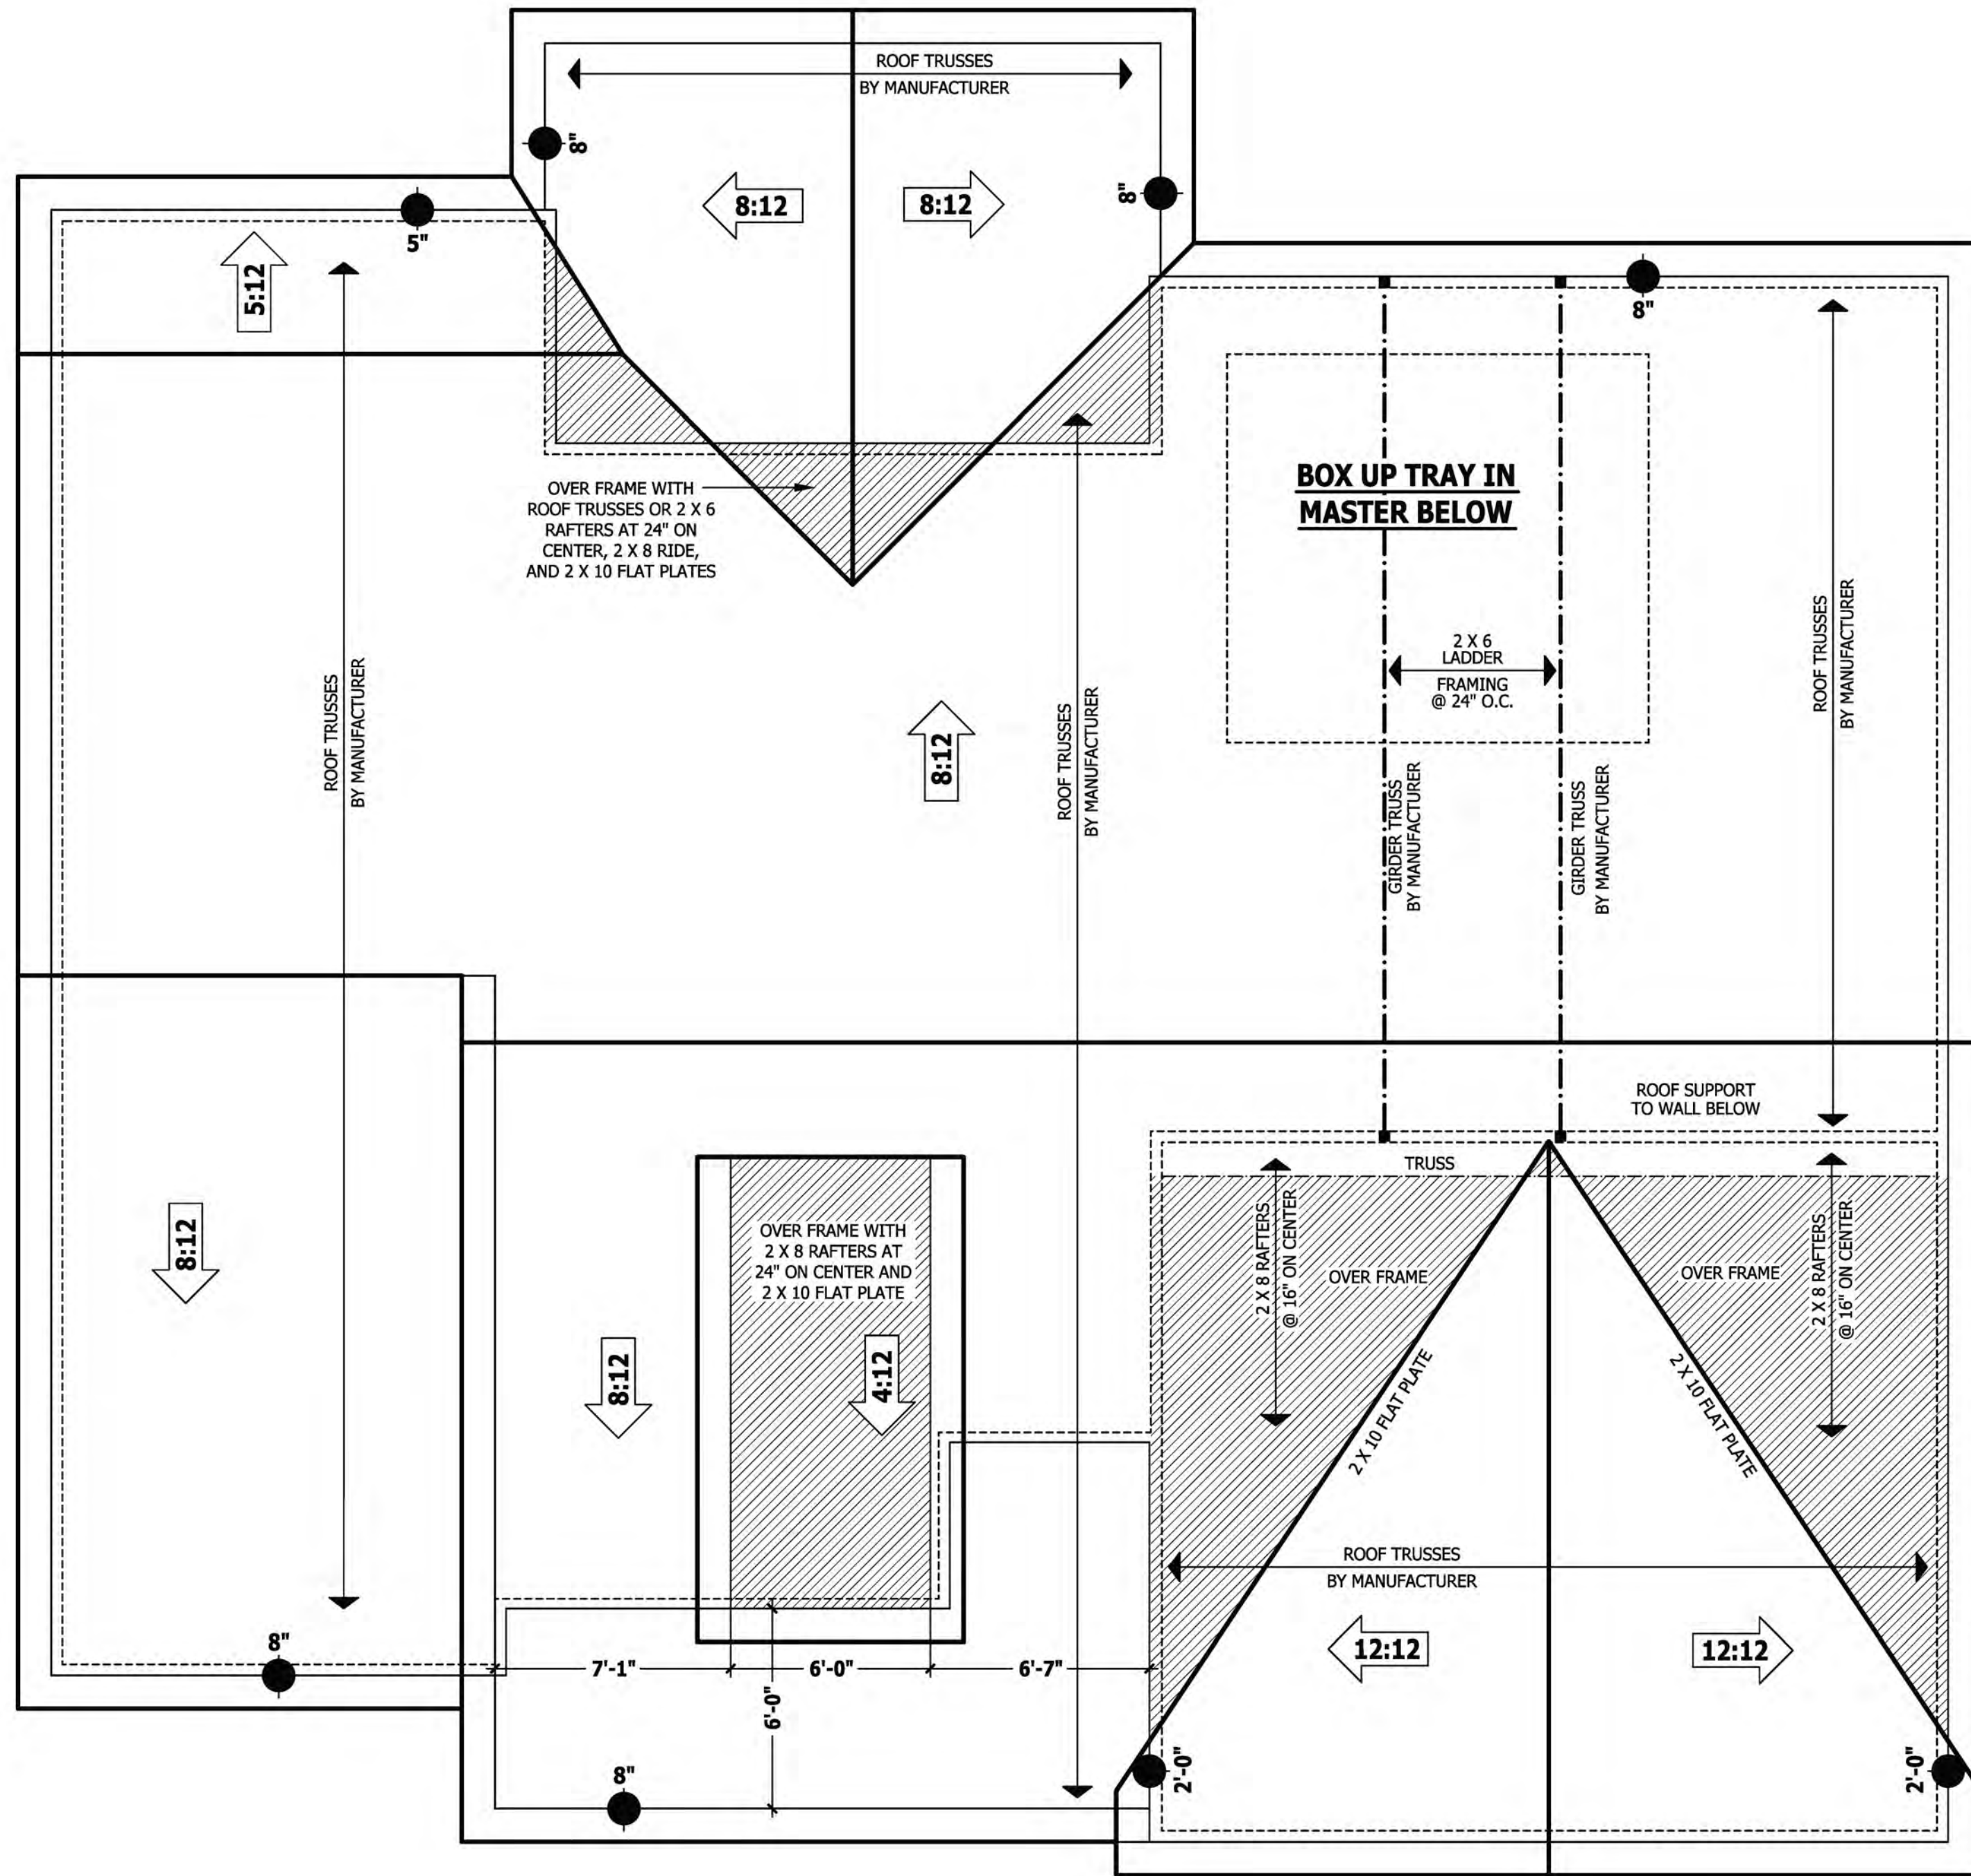 ROOF TRUSSES
BY MANUFACTURER
8"
8"
8:12
8:12
5"
5:12
8"
OVER FRAME WITH
ROOF TRUSSES OR 2 X 6
RAFTERS AT 24" ON
CENTER, 2 X 8 RIDE,
AND 2 X 10 FLAT PLATES
BOX UP TRAY IN
MASTER BELOW
2 X 6
LADDER
FRAMING
@ 24" O.C.
ROOF TRUSSES
BY MANUFACTURER
8:12
ROOF TRUSSES
BY MANUFACTURER
GIRDER TRUSS
BY MANUFACTURER
GIRDER TRUSS
BY MANUFACTURER
ROOF TRUSSES
BY MANUFACTURER
ROOF SUPPORT
TO WALL BELOW
TRUSS
8:12
OVER FRAME WITH
2 X 8 RAFTERS AT
24" ON CENTER AND
2 X 10 FLAT PLATE
8:12
4:12
2 X 8 RAFTERS
@ 16" ON CENTER
OVER FRAME
OVER FRAME
2 X 8 RAFTERS
@ 16" ON CENTER
2 X 10 FLAT PLATE
2 X 10 FLAT PLATE
ROOF TRUSSES
BY MANUFACTURER
12:12
12:12
8"
7'-1"
6'-0"
6'-7"
6'-0"
8"
2'-0"
2'-0"